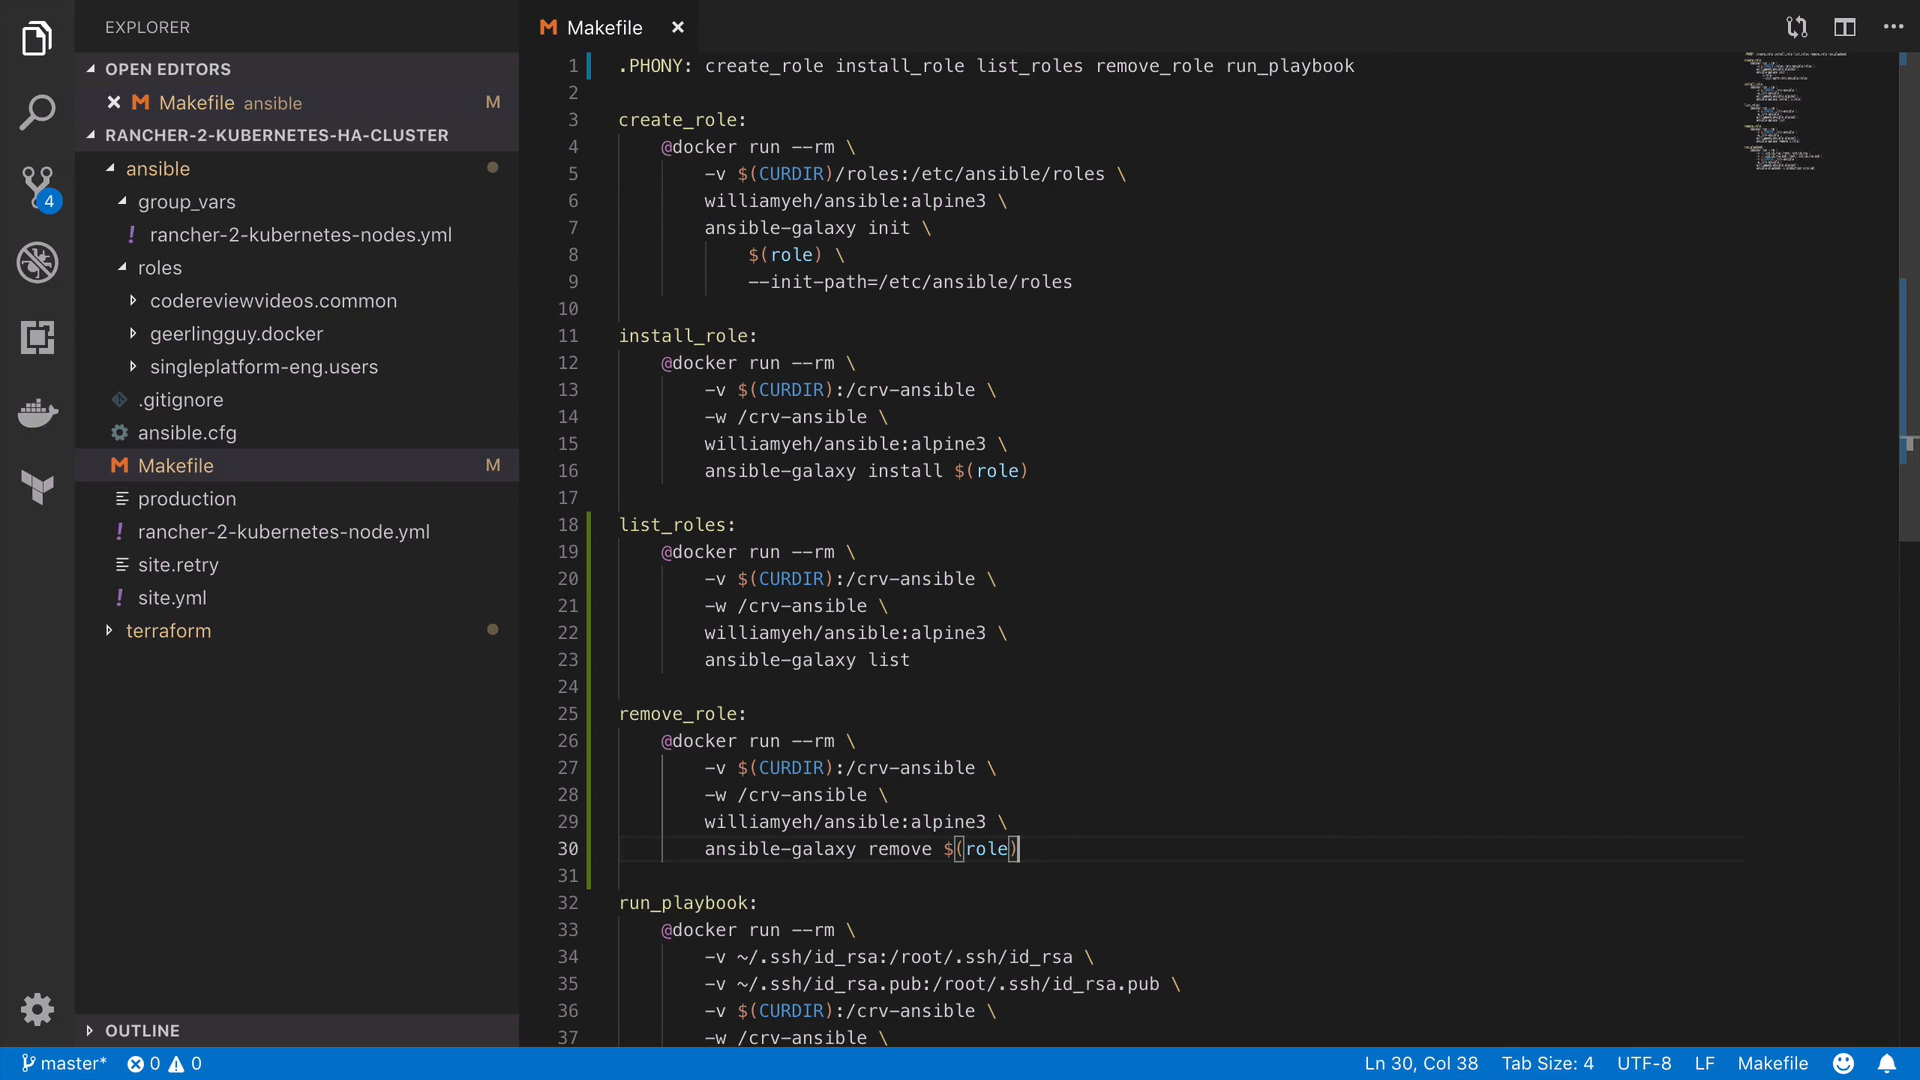 EXPLORER
OPEN EDITORS
Makefile ansible M
RANCHER-2-KUBERNETES-HA-CLUSTER
ansible
group_vars
! rancher-2-kubernetes-nodes.yml
roles
codereviewvideos.common
geerlingguy.docker
singleplatform-eng.users
.gitignore
ansible.cfg
Makefile M
production
! rancher-2-kubernetes-node.yml
site.retry
! site.yml
terraform
OUTLINE
4
Makefile
1 .PHONY: create_role install_role list_roles remove_role run_playbook
2
3 create_role:
4 @docker run --rm \
5 -v $(CURDIR)/roles:/etc/ansible/roles \
6 williamyeh/ansible:alpine3 \
7 ansible-galaxy init \
8 $(role) \
9 --init-path=/etc/ansible/roles
10
11 install_role:
12 @docker run --rm \
13 -v $(CURDIR):/crv-ansible \
14 -w /crv-ansible \
15 williamyeh/ansible:alpine3 \
16 ansible-galaxy install $(role)
17
18 list_roles:
19 @docker run --rm \
20 -v $(CURDIR):/crv-ansible \
21 -w /crv-ansible \
22 williamyeh/ansible:alpine3 \
23 ansible-galaxy list
24
25 remove_role:
26 @docker run --rm \
27 -v $(CURDIR):/crv-ansible \
28 -w /crv-ansible \
29 williamyeh/ansible:alpine3 \
30 ansible-galaxy remove $(role)
31
32 run_playbook:
33 @docker run --rm \
34 -v ~/.ssh/id_rsa:/root/.ssh/id_rsa \
35 -v ~/.ssh/id_rsa.pub:/root/.ssh/id_rsa.pub \
36 -v $(CURDIR):/crv-ansible \
37 -w /crv-ansible \
master* 0 0 Ln 30, Col 38 Tab Size: 4 UTF-8 LF Makefile